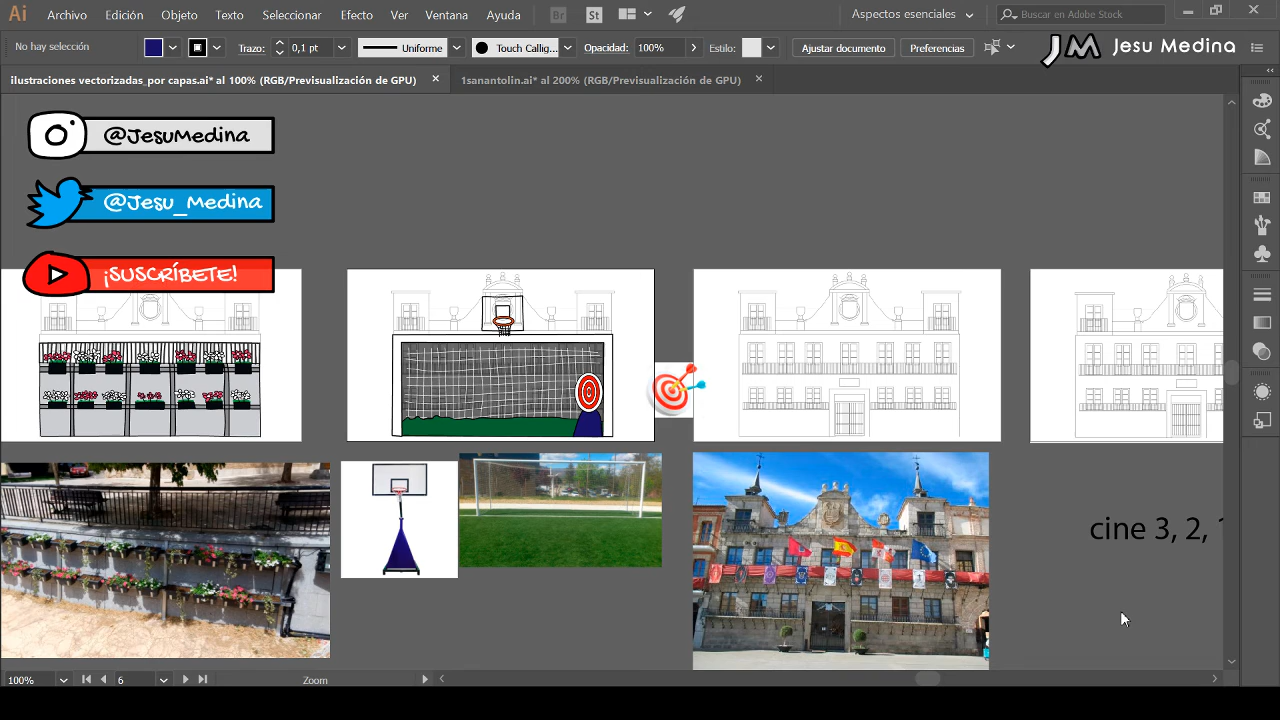 Ai Archivo Edición Objeto Texto Seleccionar Efecto Ver Ventana Ayuda Br St Aspectos esenciales Buscar en Adobe Stock
No hay selección Trazo: 0,1 pt Uniforme Touch Callig... Opacidad: 100% Estilo: Ajustar documento Preferencias JM Jesu Medina
ilustraciones vectorizadas_por capas.ai* al 100% (RGB/Previsualización de GPU) × 1sanantolin.ai* al 200% (RGB/Previsualización de GPU) ×
@JesuMedina
@Jesu_Medina
¡SUSCRÍBETE!
cine 3, 2, 1
100% 6 Zoom